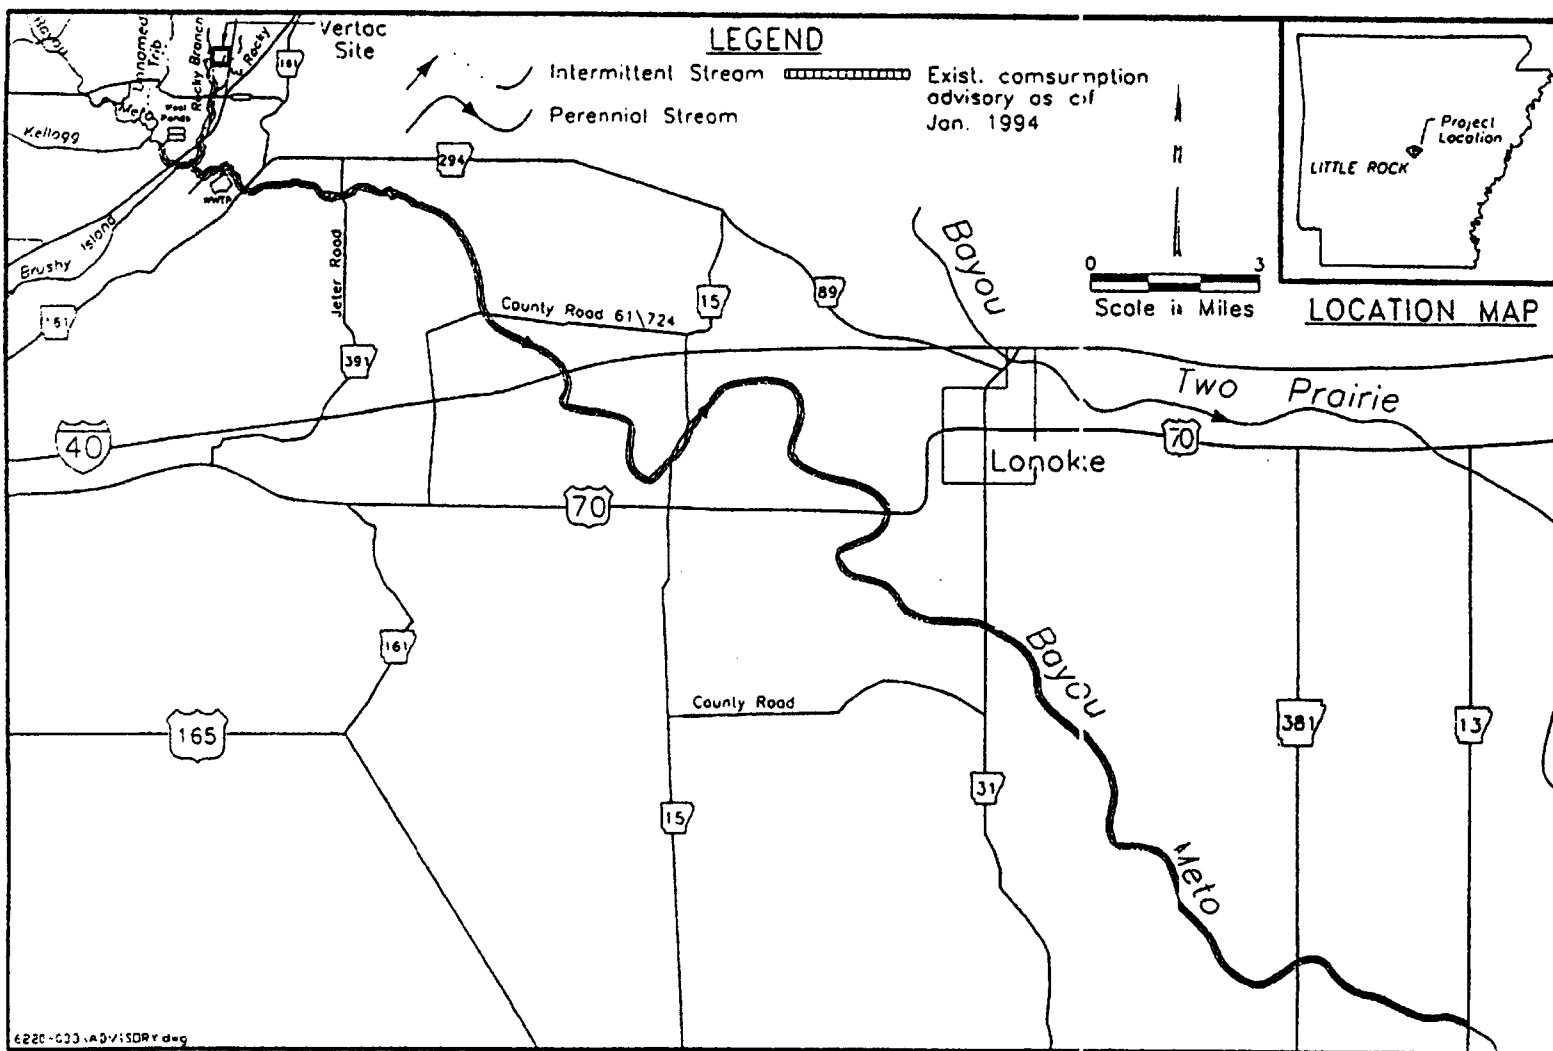 LEGEND
Intermittent Stream
Perennial Stream
Exist. comsumption
advisory as of
Jan. 1994
Vertac
Site
Bayou
Unnamed
Trib
Rocky Branch
E. Rocky
161
Meto
Pool
Ponds
Kellogg
WWTP
Brushy Island
161
Jeter Road
391
294
County Road 61\724
15
89
Bayou
Two Prairie
0
3
Scale in Miles
Project
Location
LITTLE ROCK
LOCATION MAP
40
70
70
Lonoke
161
165
County Road
15
31
Bayou
Meto
381
13
6220-033\ADVISORY dwg